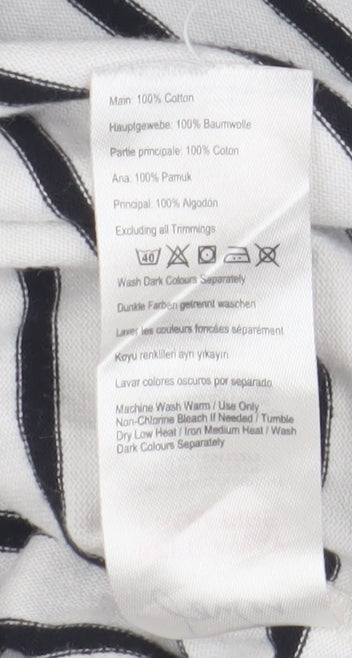 Main: 100% Cotton
Hauptgewebe: 100% Baumwolle
Partie principale: 100% Coton
Ana: 100% Pamuk
Principal: 100% Algodón
Excluding all Trimmings
40
Wash Dark Colours Separately
Dunkle Farben getrennt waschen
Laver les couleurs foncées séparément
Koyu renklileri ayrı yıkayın
Lavar colores oscuros por separado
Machine Wash Warm / Use Only
Non-Chlorine Bleach If Needed / Tumble
Dry Low Heat / Iron Medium Heat / Wash
Dark Colours Separately